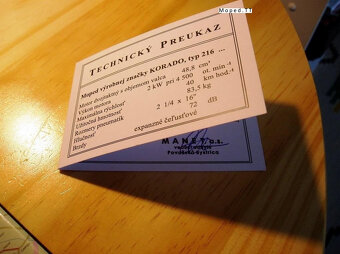 Moped.TT
TECHNICKÝ PREUKAZ
Moped výrobnej značky KORADO, typ 216 ...
Motor dvojtaktný s objemom valca 48,8 cm³
Výkon motora 2 kW pri 4 500 ot. min⁻¹
Maximálna rýchlosť 40 km hod⁻¹
Užitočná hmotnosť 83,5 kg
Rozmery pneumatík 2 1/4 x 16"
Hlučnosť 72 dB
Brzdy expanzné čeľusťové
MANET a.s.
Považská Bystrica